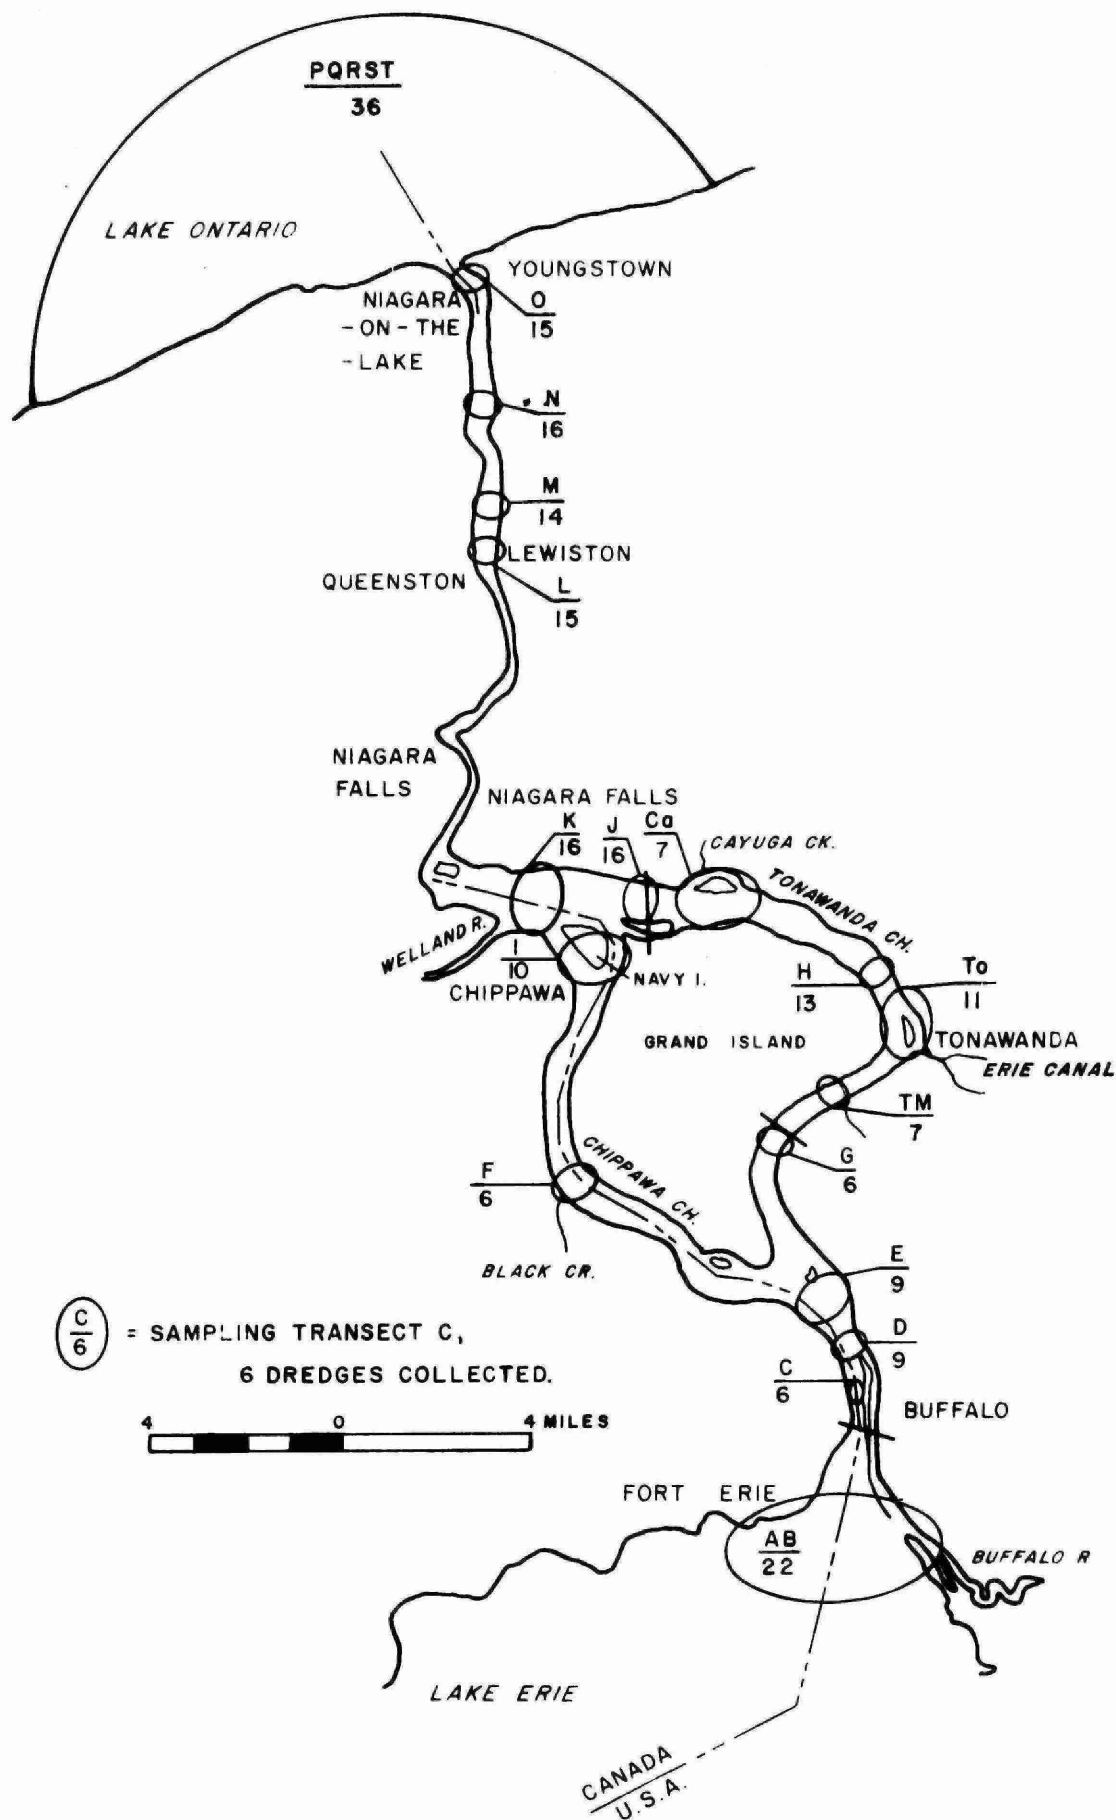 PQRST
36
LAKE ONTARIO
YOUNGSTOWN
NIAGARA
-ON-THE
-LAKE
O
15
N
16
M
14
LEWISTON
QUEENSTON
L
15
NIAGARA
FALLS
NIAGARA FALLS
K
16
J
16
Ca
7
CAYUGA CK.
TONAWANDA CH.
WELLAND R.
I
10
CHIPPAWA
NAVY I.
H
13
To
11
GRAND ISLAND
TONAWANDA
ERIE CANAL
TM
7
G
6
CHIPPAWA CH.
F
6
BLACK CR.
E
9
D
9
C
6
C
6
= SAMPLING TRANSECT C,
6 DREDGES COLLECTED.
4 0 4 MILES
BUFFALO
FORT ERIE
AB
22
BUFFALO R
LAKE ERIE
CANADA
U.S.A.